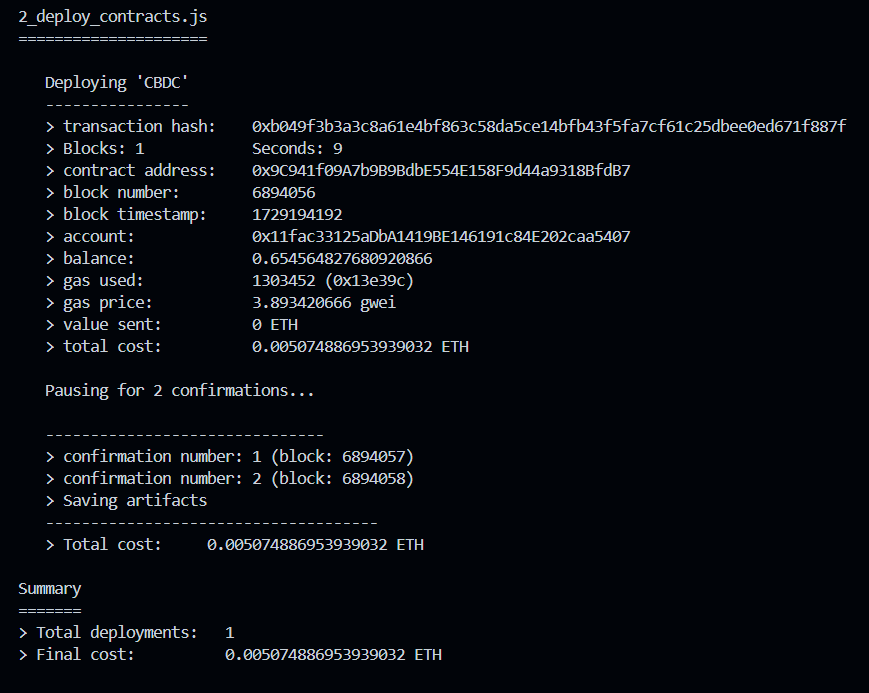 2_deploy_contracts.js
=====================
Deploying 'CBDC'
----------------
> transaction hash:    0xb049f3b3a3c8a61e4bf863c58da5ce14bfb43f5fa7cf61c25dbee0ed671f887f
> Blocks: 1            Seconds: 9
> contract address:    0x9C941f09A7b9B9BdbE554E158F9d44a9318BfdB7
> block number:        6894056
> block timestamp:     1729194192
> account:             0x11fac33125aDbA1419BE146191c84E202caa5407
> balance:             0.654564827680920866
> gas used:            1303452 (0x13e39c)
> gas price:           3.893420666 gwei
> value sent:          0 ETH
> total cost:          0.005074886953939032 ETH
Pausing for 2 confirmations...
-------------------------------
> confirmation number: 1 (block: 6894057)
> confirmation number: 2 (block: 6894058)
> Saving artifacts
-------------------------------------
> Total cost:     0.005074886953939032 ETH
Summary
=======
> Total deployments:   1
> Final cost:          0.005074886953939032 ETH